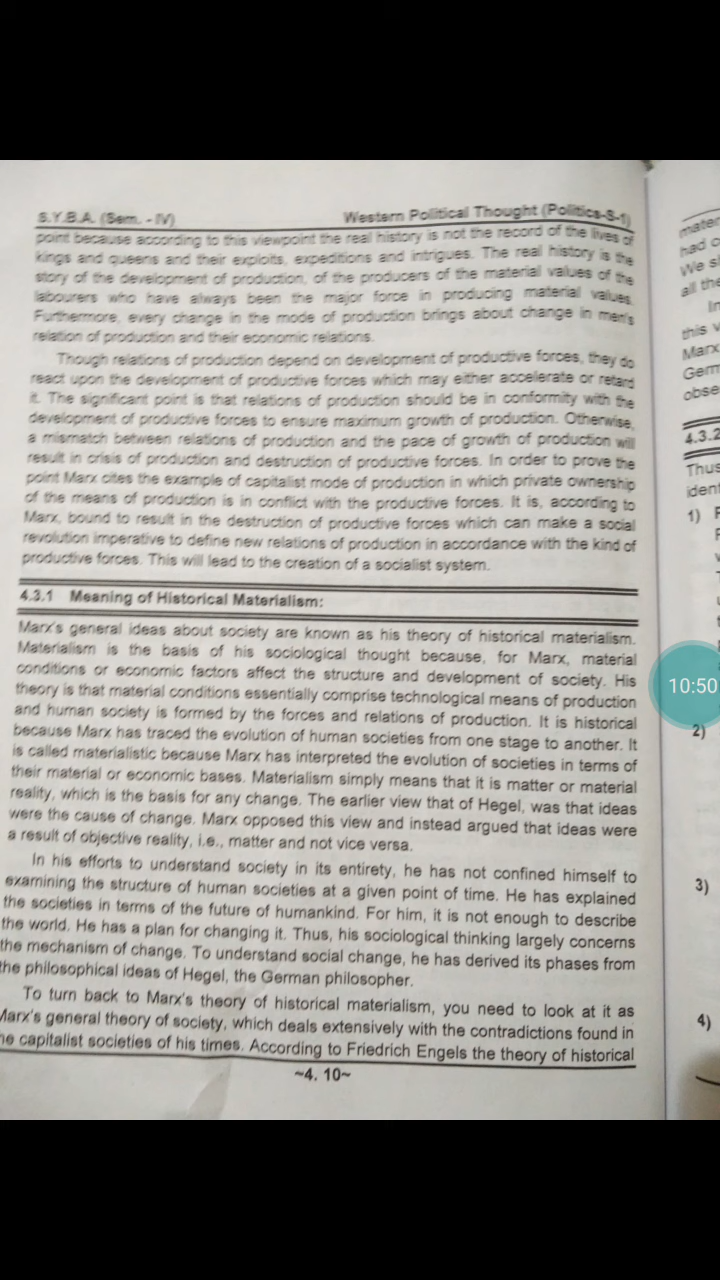 S.Y.B.A. (Sem. - IV) Western Political Thought (Politics-S-1)
point because according to this viewpoint the real history is not the record of the lives of
kings and queens and their exploits, expeditions and intrigues. The real history is the
story of the development of production, of the producers of the material values of the
labourers who have always been the major force in producing material values.
Furthermore, every change in the mode of production brings about change in men's
relation of production and their economic relations.
Though relations of production depend on development of productive forces, they do
react upon the development of productive forces which may either accelerate or retard
it. The significant point is that relations of production should be in conformity with the
development of productive forces to ensure maximum growth of production. Otherwise,
a mismatch between relations of production and the pace of growth of production will
result in crisis of production and destruction of productive forces. In order to prove the
point Marx cites the example of capitalist mode of production in which private ownership
of the means of production is in conflict with the productive forces. It is, according to
Marx, bound to result in the destruction of productive forces which can make a social
revolution imperative to define new relations of production in accordance with the kind of
productive forces. This will lead to the creation of a socialist system.
4.3.1 Meaning of Historical Materialism:
Marx's general ideas about society are known as his theory of historical materialism.
Materialism is the basis of his sociological thought because, for Marx, material
conditions or economic factors affect the structure and development of society. His
theory is that material conditions essentially comprise technological means of production
and human society is formed by the forces and relations of production. It is historical
because Marx has traced the evolution of human societies from one stage to another. It
is called materialistic because Marx has interpreted the evolution of societies in terms of
their material or economic bases. Materialism simply means that it is matter or material
reality, which is the basis for any change. The earlier view that of Hegel, was that ideas
were the cause of change. Marx opposed this view and instead argued that ideas were
a result of objective reality, i.e., matter and not vice versa.
In his efforts to understand society in its entirety, he has not confined himself to
examining the structure of human societies at a given point of time. He has explained
the societies in terms of the future of humankind. For him, it is not enough to describe
the world. He has a plan for changing it. Thus, his sociological thinking largely concerns
the mechanism of change. To understand social change, he has derived its phases from
the philosophical ideas of Hegel, the German philosopher.
To turn back to Marx's theory of historical materialism, you need to look at it as
Marx's general theory of society, which deals extensively with the contradictions found in
he capitalist societies of his times. According to Friedrich Engels the theory of historical
~4. 10~
mater
had
We s
all the
In
this
Marx
Germ
obse
4.3.2
Thus
ident
1)
10:50
2)
3)
4)